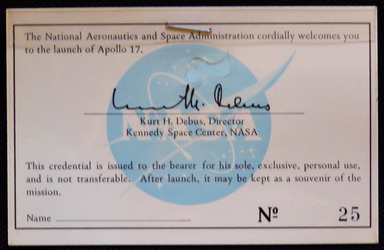 The National Aeronautics and Space Administration cordially welcomes you
to the launch of Apollo 17.
Kurt H. Debus
Kurt H. Debus, Director
Kennedy Space Center, NASA
This credential is issued to the bearer for his sole, exclusive, personal use,
and is not transferable. After launch, it may be kept as a souvenir of the
mission.
Name
Nº 25